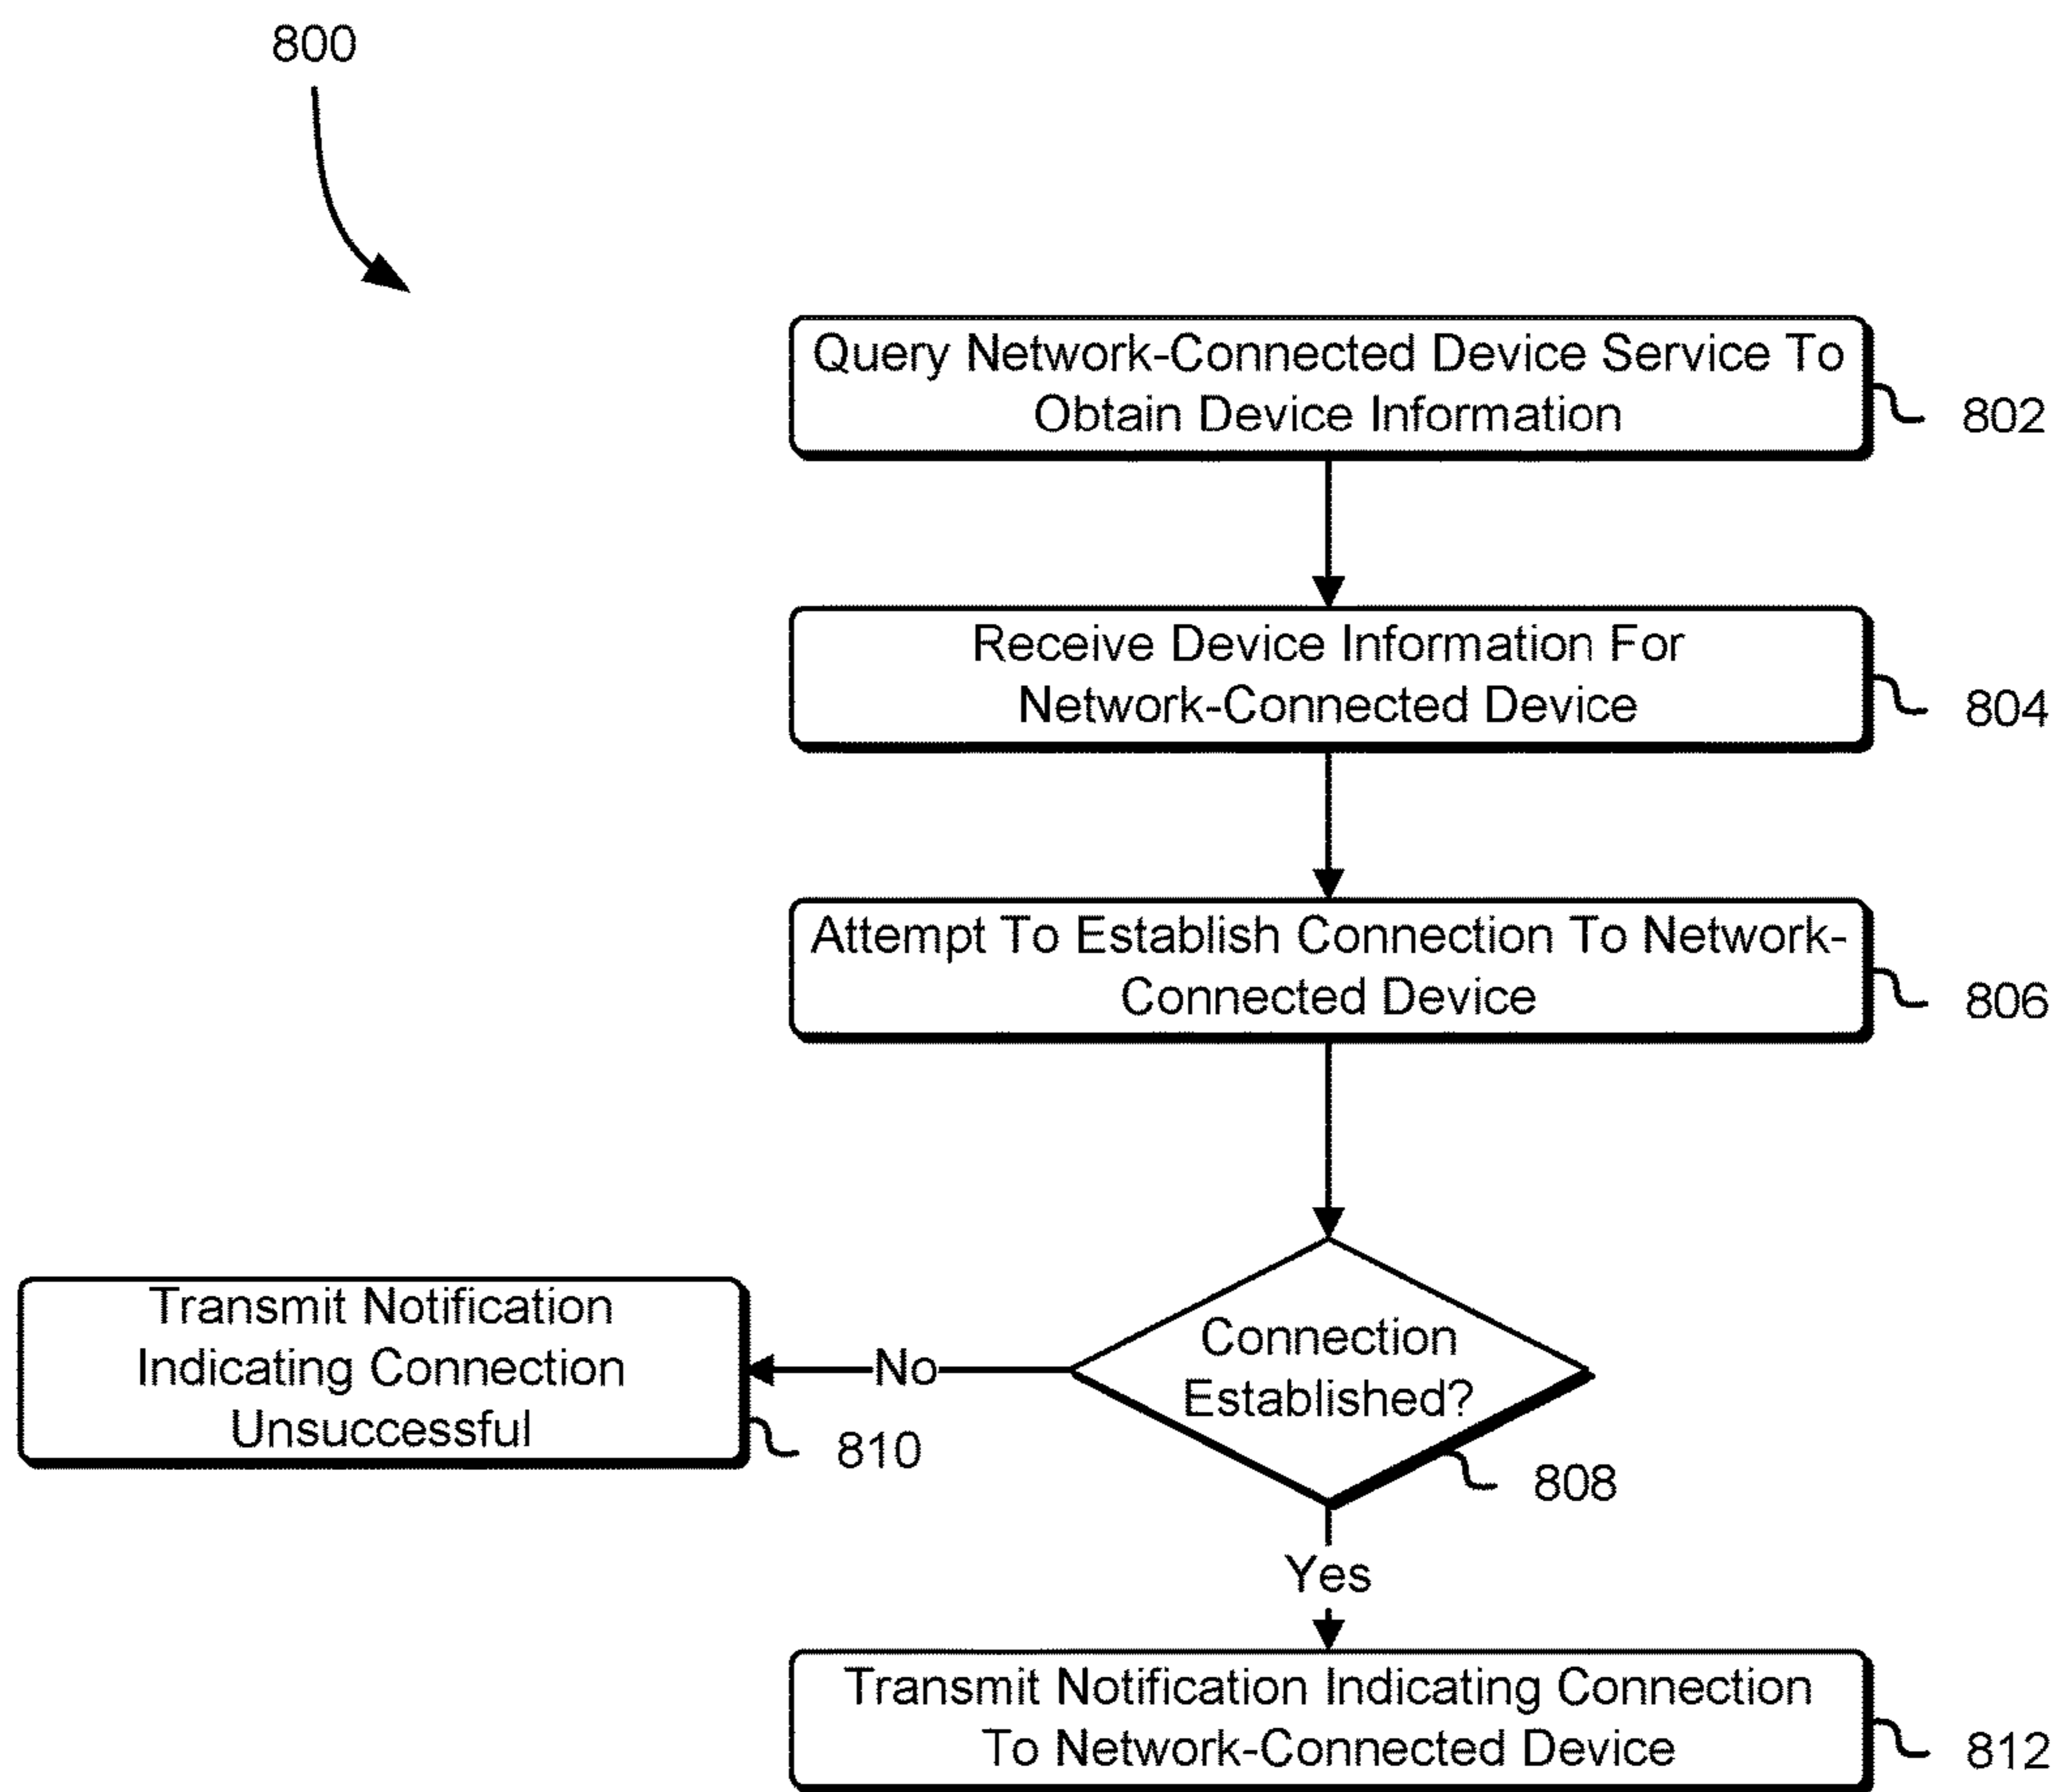 800
Query Network-Connected Device Service To
Obtain Device Information
802
Receive Device Information For
Network-Connected Device
804
Attempt To Establish Connection To Network-
Connected Device
806
Connection
Established?
808
No
Transmit Notification
Indicating Connection
Unsuccessful
810
Yes
Transmit Notification Indicating Connection
To Network-Connected Device
812